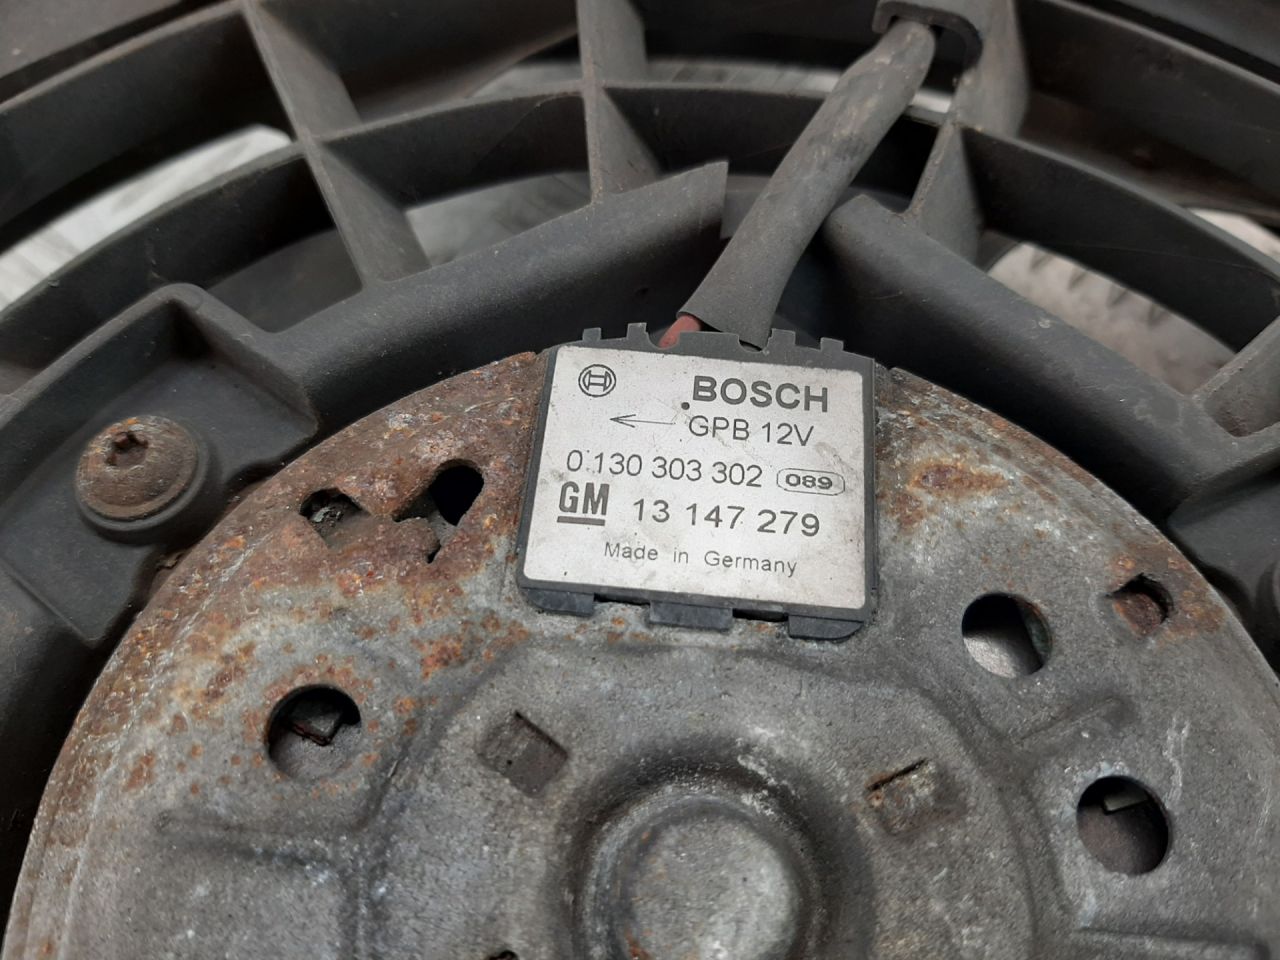 BOSCH
GPB 12V
0 130 303 302 089
GM 13 147 279
Made in Germany